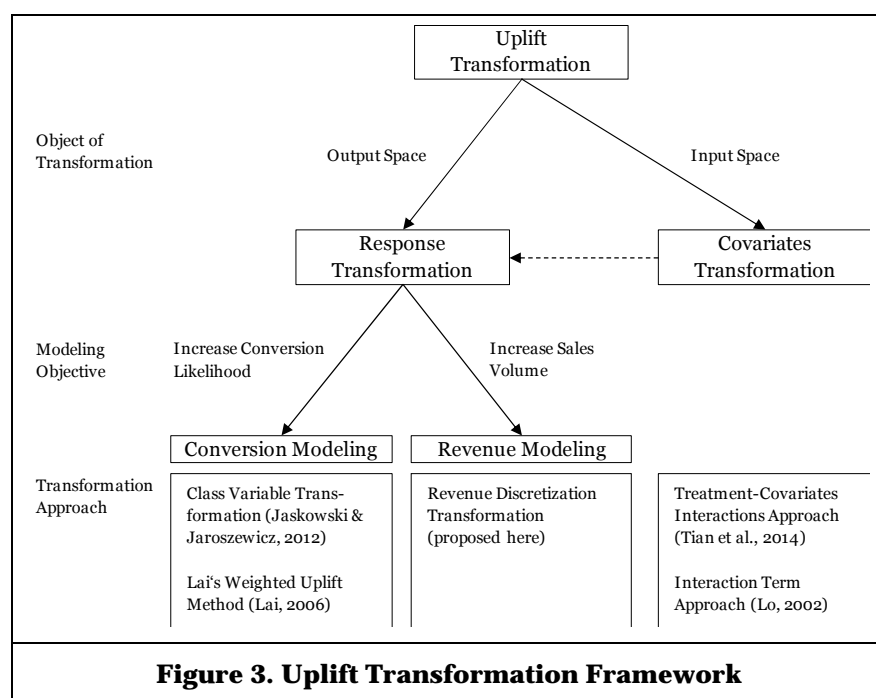 Uplift
Transformation
Object of
Transformation
Output Space
Input Space
Response
Transformation
Covariates
Transformation
Modeling
Objective
Increase Conversion
Likelihood
Increase Sales
Volume
Conversion Modeling
Revenue Modeling
Transformation
Approach
Class Variable Trans-
formation (Jaskowski &
Jaroszewicz, 2012)
Lai‘s Weighted Uplift
Method (Lai, 2006)
Revenue Discretization
Transformation
(proposed here)
Treatment-Covariates
Interactions Approach
(Tian et al., 2014)
Interaction Term
Approach (Lo, 2002)
Figure 3. Uplift Transformation Framework